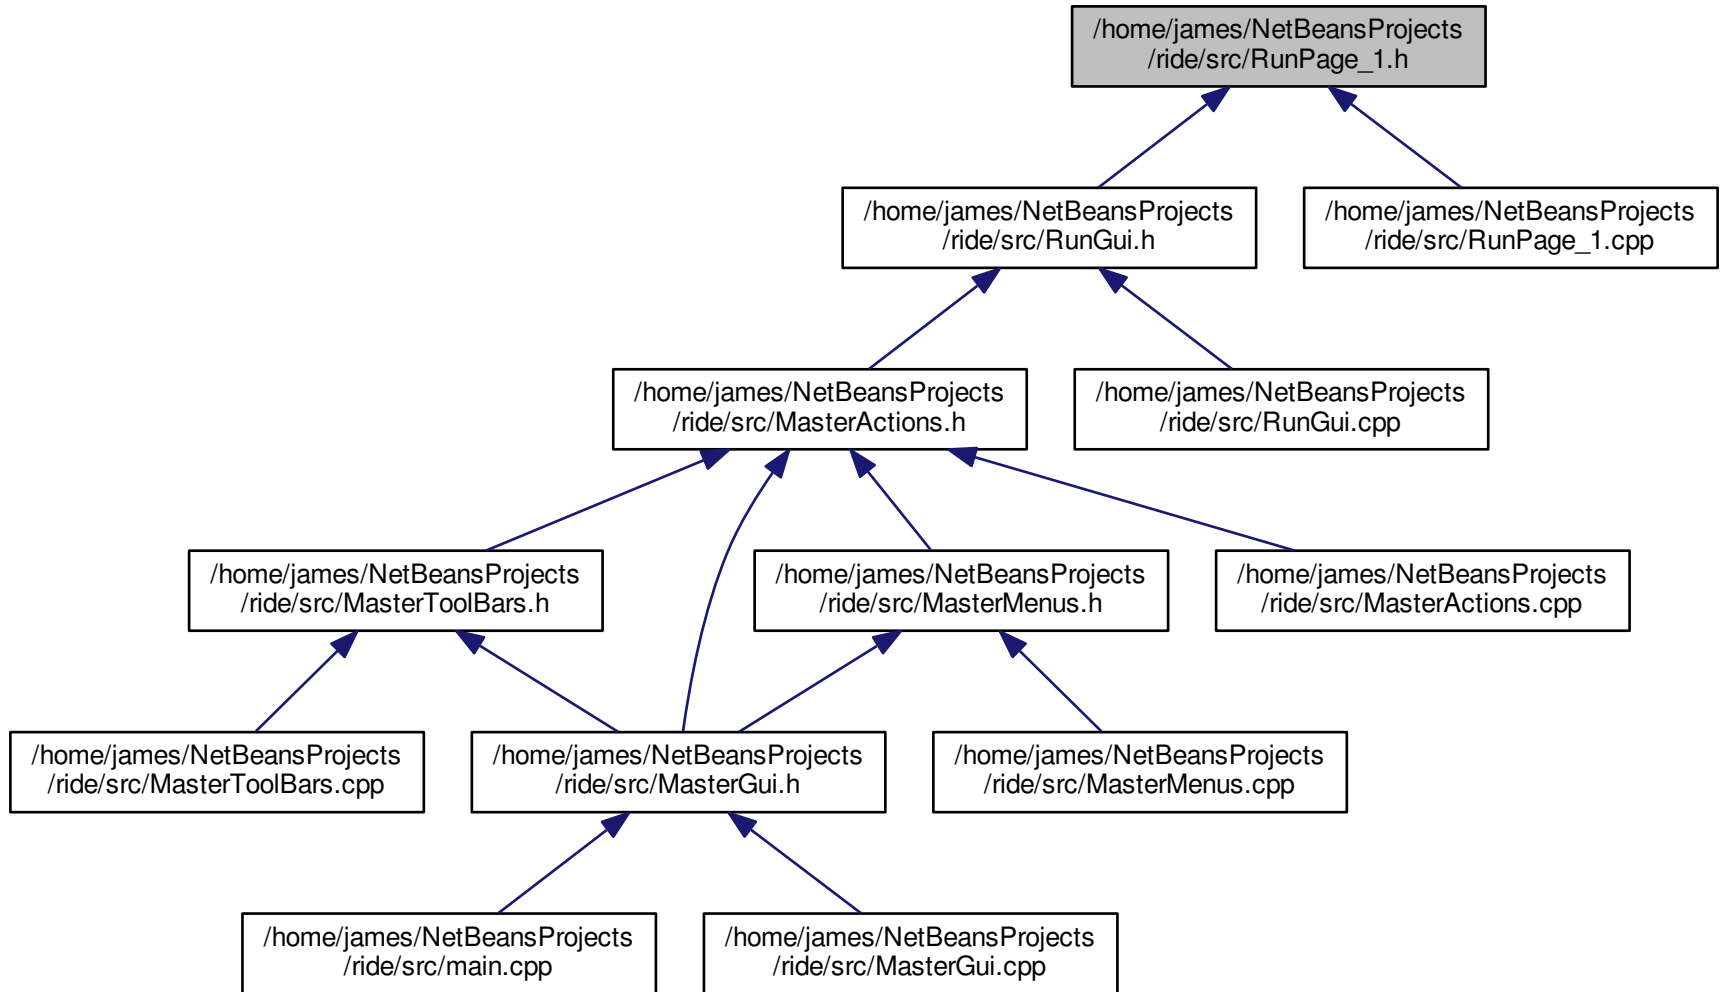 /home/james/NetBeansProjects
/ride/src/RunPage_1.h
/home/james/NetBeansProjects
/ride/src/RunGui.h
/home/james/NetBeansProjects
/ride/src/RunPage_1.cpp
/home/james/NetBeansProjects
/ride/src/MasterActions.h
/home/james/NetBeansProjects
/ride/src/RunGui.cpp
/home/james/NetBeansProjects
/ride/src/MasterToolBars.h
/home/james/NetBeansProjects
/ride/src/MasterMenus.h
/home/james/NetBeansProjects
/ride/src/MasterActions.cpp
/home/james/NetBeansProjects
/ride/src/MasterToolBars.cpp
/home/james/NetBeansProjects
/ride/src/MasterGui.h
/home/james/NetBeansProjects
/ride/src/MasterMenus.cpp
/home/james/NetBeansProjects
/ride/src/main.cpp
/home/james/NetBeansProjects
/ride/src/MasterGui.cpp